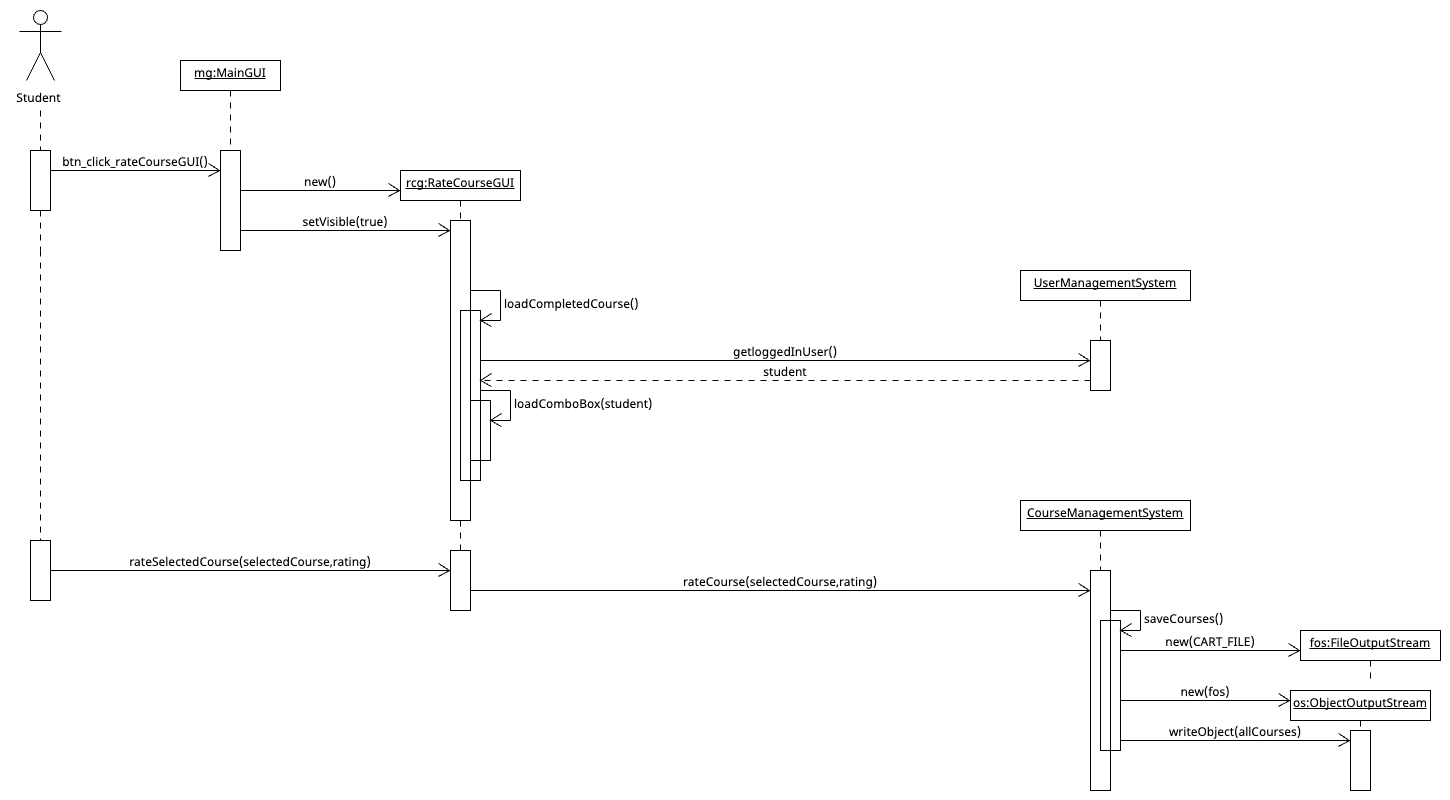 Student
mg:MainGUI
btn_click_rateCourseGUI()
new()
rcg:RateCourseGUI
setVisible(true)
loadCompletedCourse()
UserManagementSystem
getloggedInUser()
student
loadComboBox(student)
CourseManagementSystem
rateSelectedCourse(selectedCourse,rating)
rateCourse(selectedCourse,rating)
saveCourses()
new(CART_FILE)
fos:FileOutputStream
new(fos)
os:ObjectOutputStream
writeObject(allCourses)